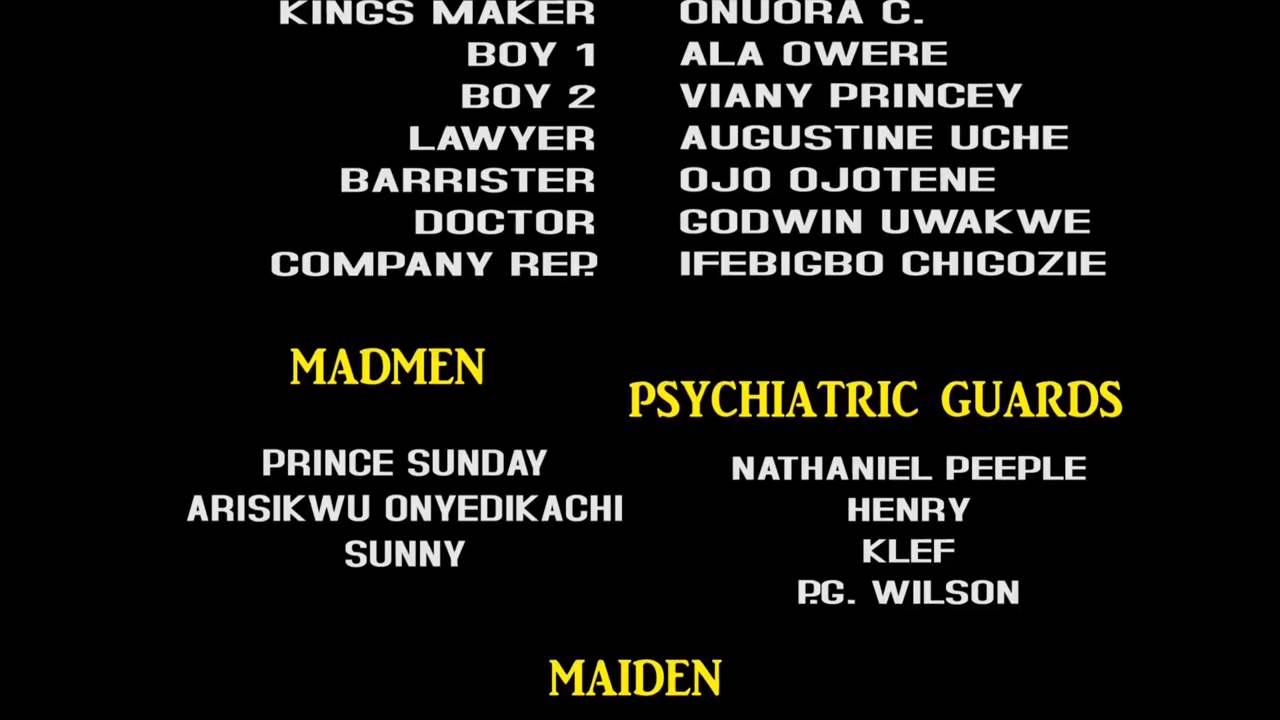 KINGS MAKER ONUORA C.
BOY 1 ALA OWERE
BOY 2 VIANY PRINCEY
LAWYER AUGUSTINE UCHE
BARRISTER OJO OJOTENE
DOCTOR GODWIN UWAKWE
COMPANY REP. IFEBIGBO CHIGOZIE
MADMEN
PRINCE SUNDAY
ARISIKWU ONYEDIKACHI
SUNNY
PSYCHIATRIC GUARDS
NATHANIEL PEEPLE
HENRY
KLEF
P.G. WILSON
MAIDEN